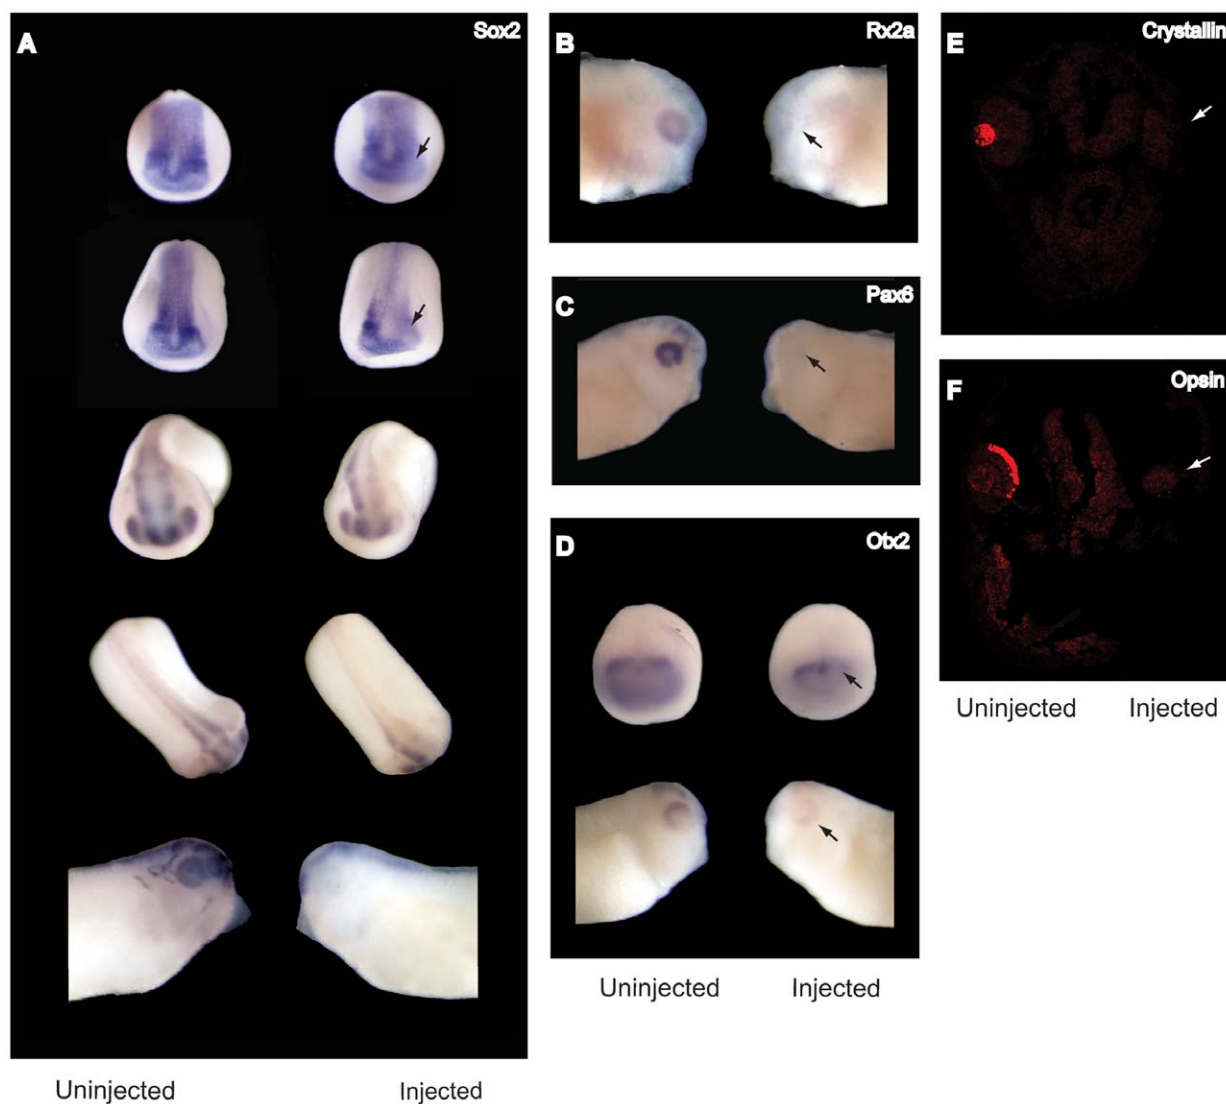 A
Sox2
Uninjected
Injected
B
Rx2a
C
Pax6
D
Otx2
Uninjected
Injected
E
Crystallin
F
Opsin
Uninjected
Injected